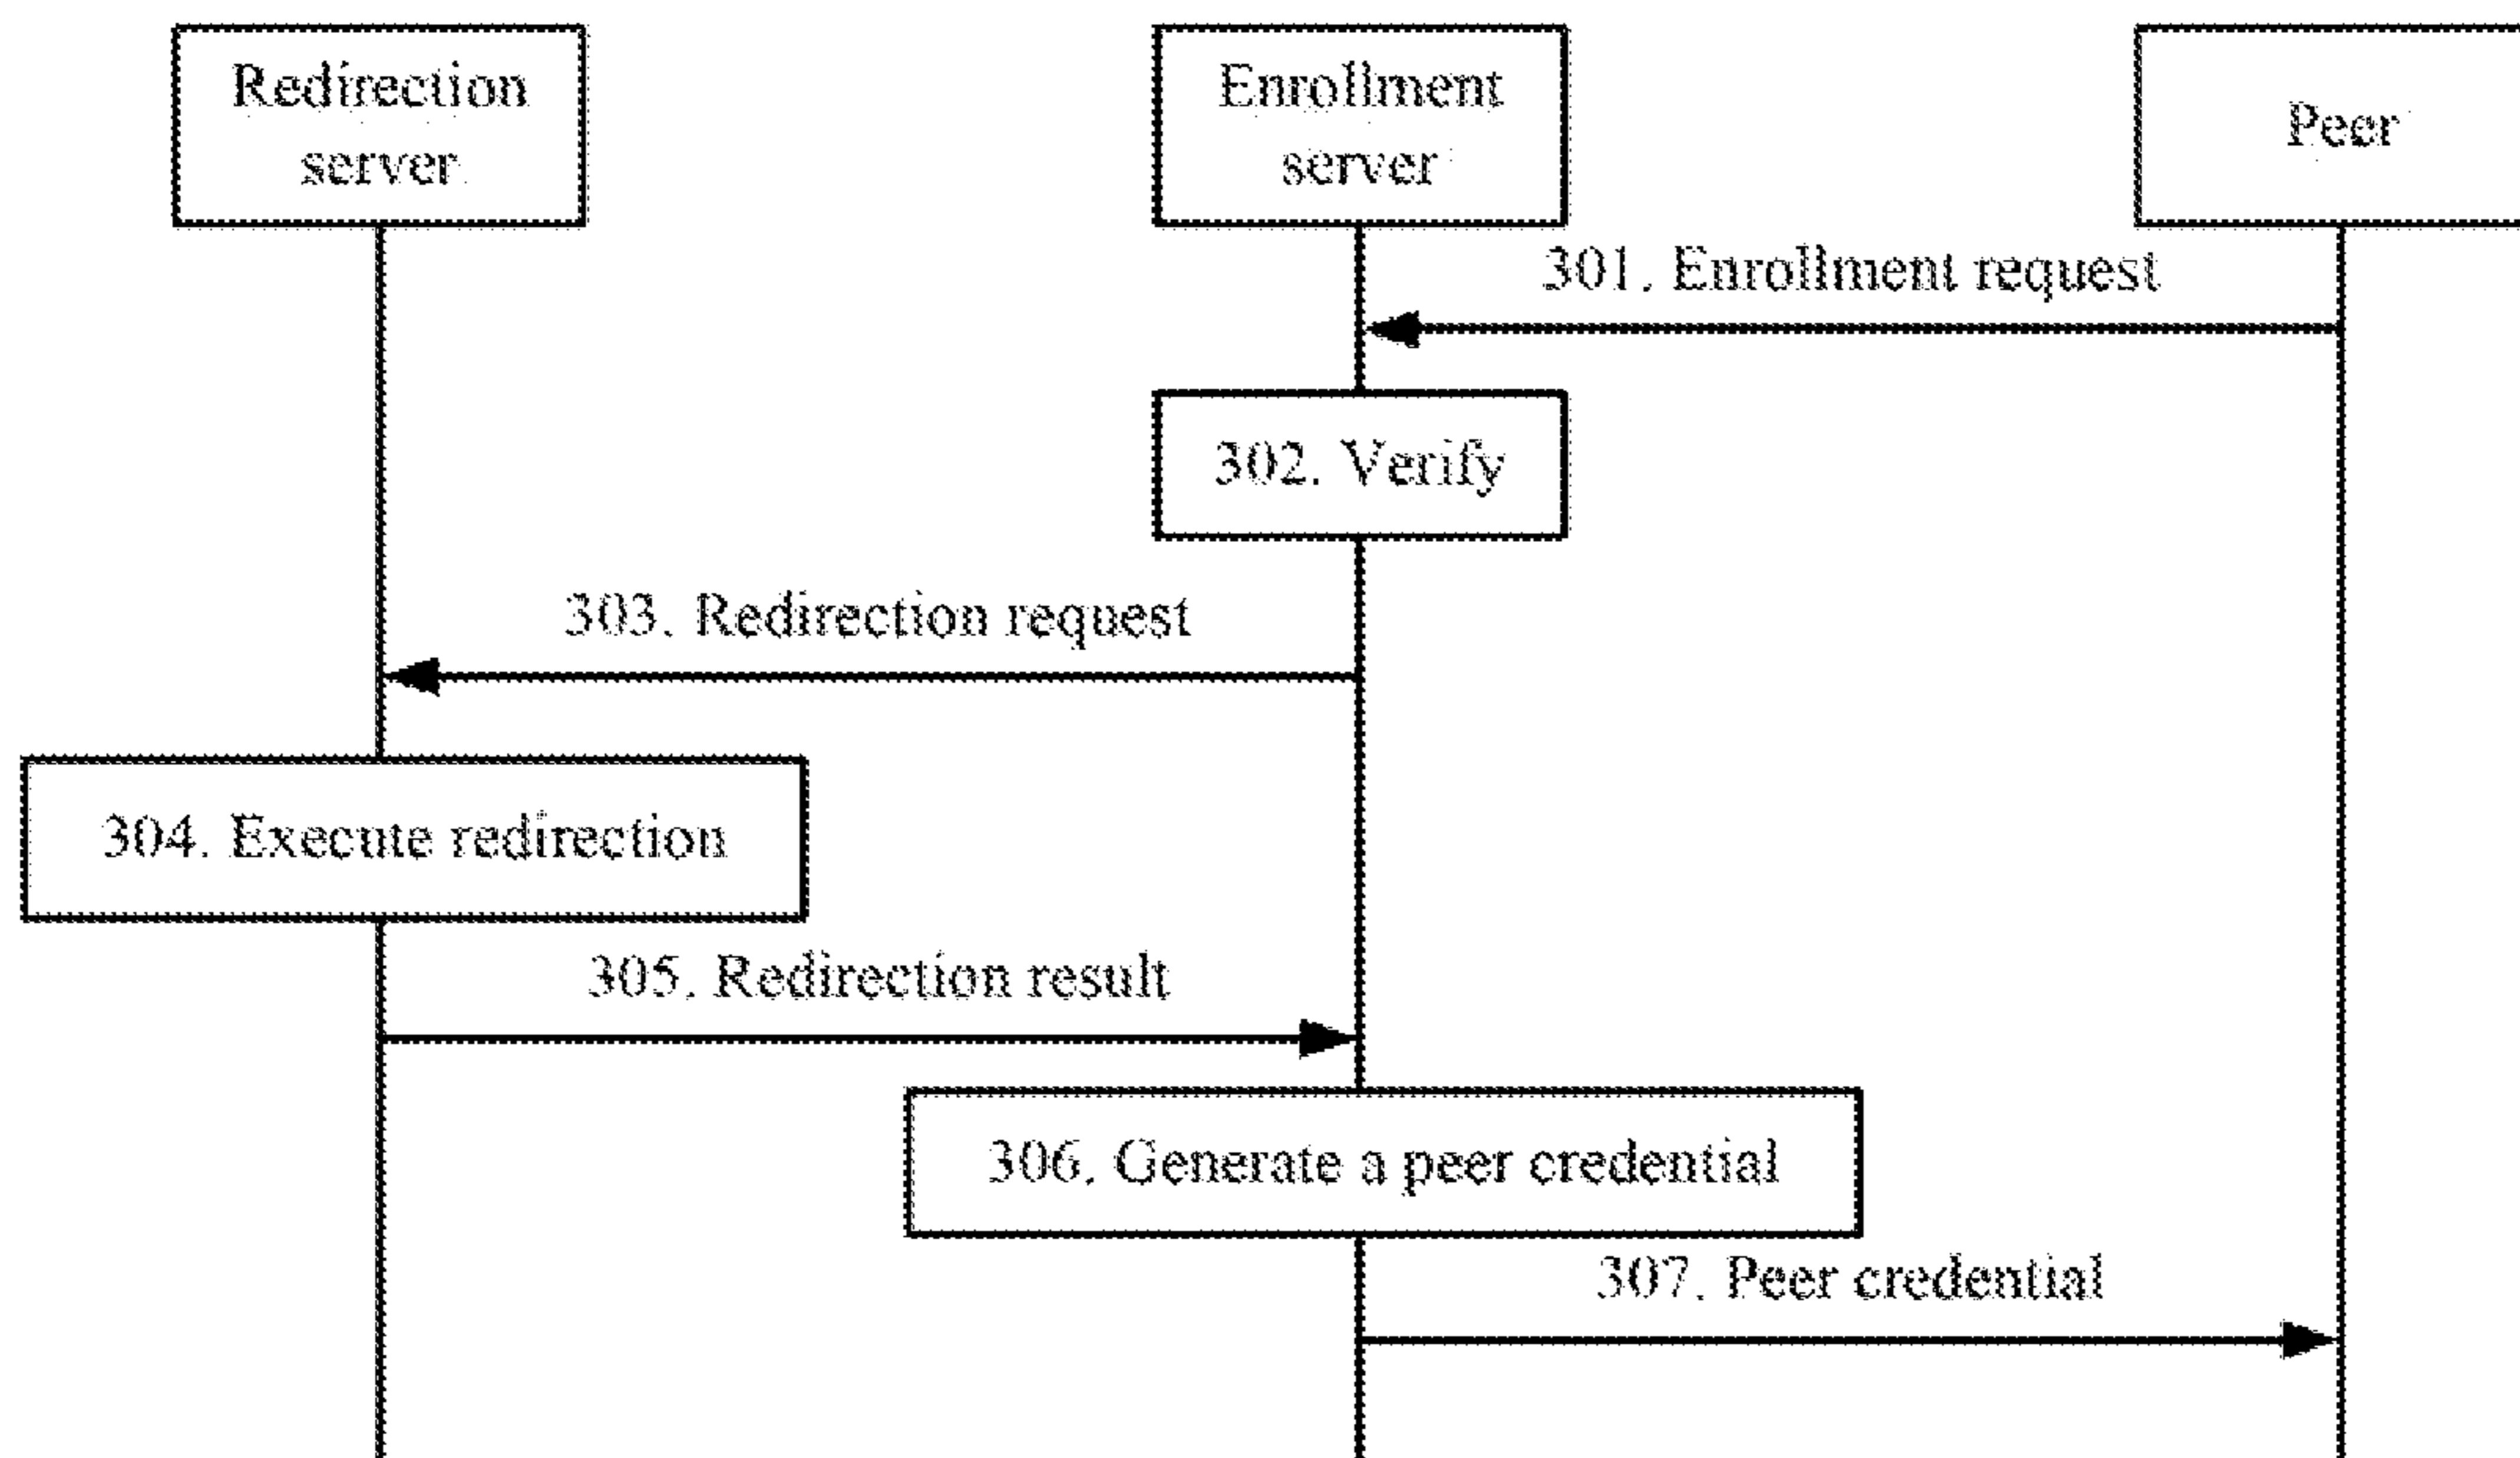 Redirection
server
Enrollment
server
Peer
301. Enrollment request
302. Verify
303. Redirection request
304. Execute redirection
305. Redirection result
306. Generate a peer credential
307. Peer credential